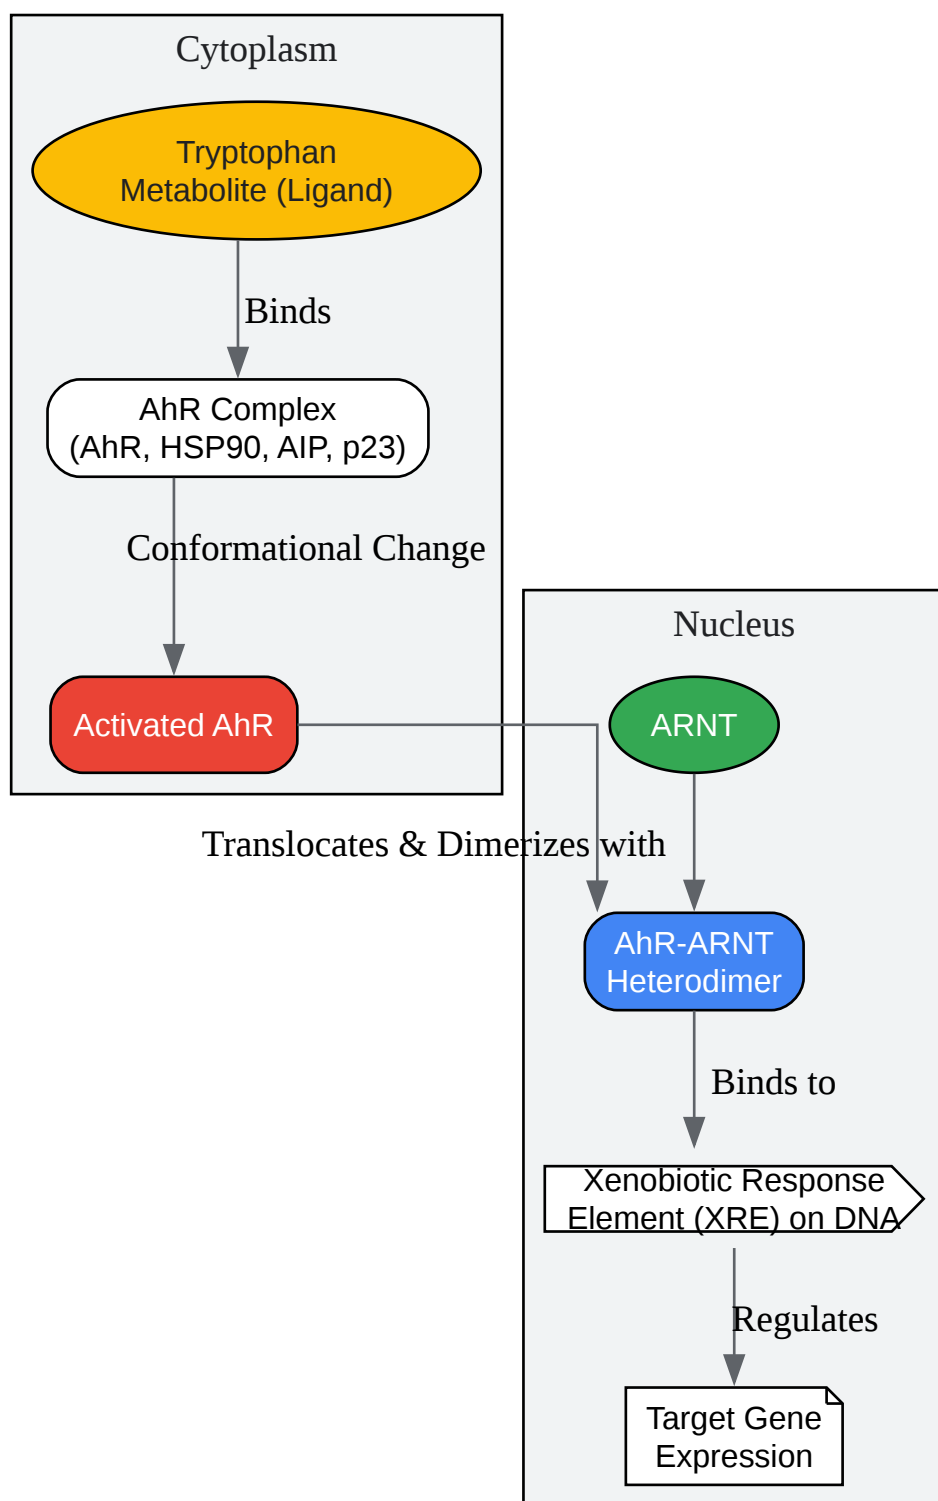 Cytoplasm
Tryptophan
Metabolite (Ligand)
Binds
AhR Complex
(AhR, HSP90, AIP, p23)
Conformational Change
Activated AhR
Nucleus
ARNT
Translocates & Dimerizes with
AhR-ARNT
Heterodimer
Binds to
Xenobiotic Response
Element (XRE) on DNA
Regulates
Target Gene
Expression